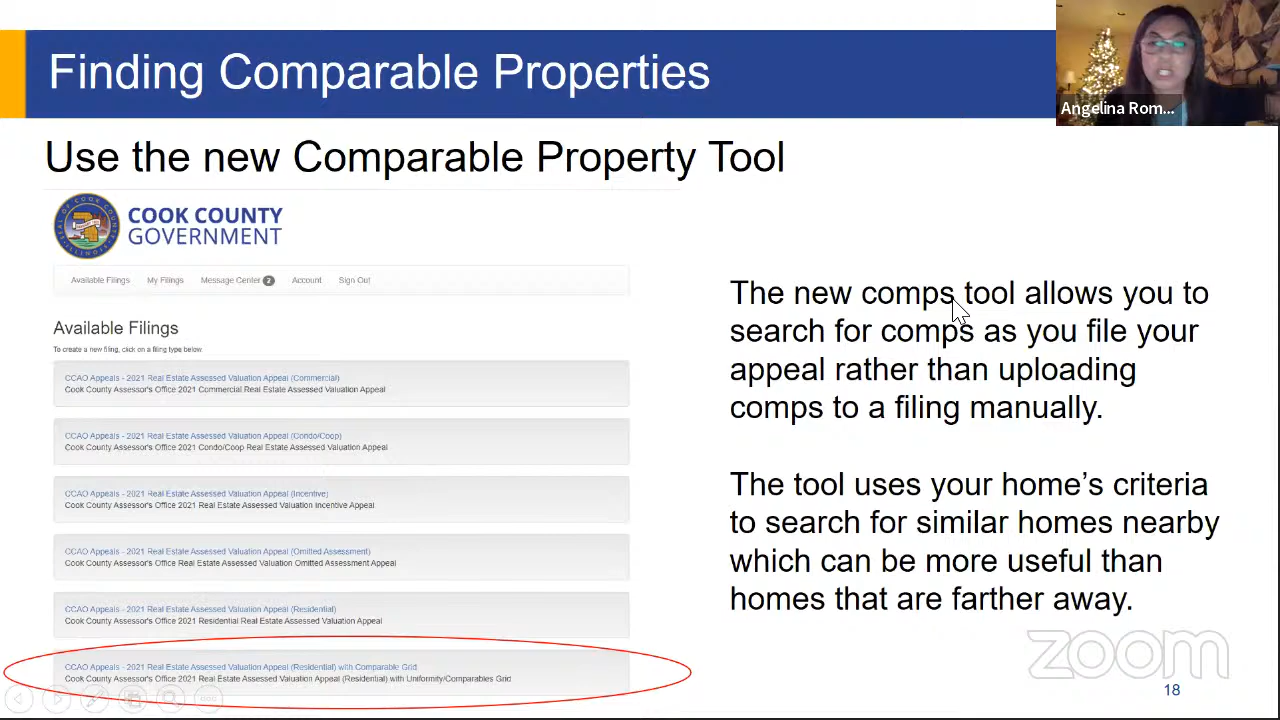 Finding Comparable Properties
Angelina Rom...
Use the new Comparable Property Tool
COOK COUNTY
GOVERNMENT
Available Filings My Filings Message Center 2 Account Sign Out
Available Filings
To create a new filing, click on a filing type below.
CCAO Appeals - 2021 Real Estate Assessed Valuation Appeal (Commercial)
Cook County Assessor's Office 2021 Commercial Real Estate Assessed Valuation Appeal
CCAO Appeals - 2021 Real Estate Assessed Valuation Appeal (Condo/Coop)
Cook County Assessor's Office 2021 Condo/Coop Real Estate Assessed Valuation Appeal
CCAO Appeals - 2021 Real Estate Assessed Valuation Appeal (Incentive)
Cook County Assessor's Office 2021 Real Estate Assessed Valuation Incentive Appeal
CCAO Appeals - 2021 Real Estate Assessed Valuation Appeal (Omitted Assessment)
Cook County Assessor's Office Real Estate Assessed Valuation Omitted Assessment Appeal
CCAO Appeals - 2021 Real Estate Assessed Valuation Appeal (Residential)
Cook County Assessor's Office 2021 Residential Real Estate Assessed Valuation Appeal
CCAO Appeals - 2021 Real Estate Assessed Valuation Appeal (Residential) with Comparable Grid
Cook County Assessor's Office 2021 Real Estate Assessed Valuation Appeal (Residential) with Uniformity/Comparables Grid
The new comps tool allows you to
search for comps as you file your
appeal rather than uploading
comps to a filing manually.
The tool uses your home's criteria
to search for similar homes nearby
which can be more useful than
homes that are farther away.
zoom
18